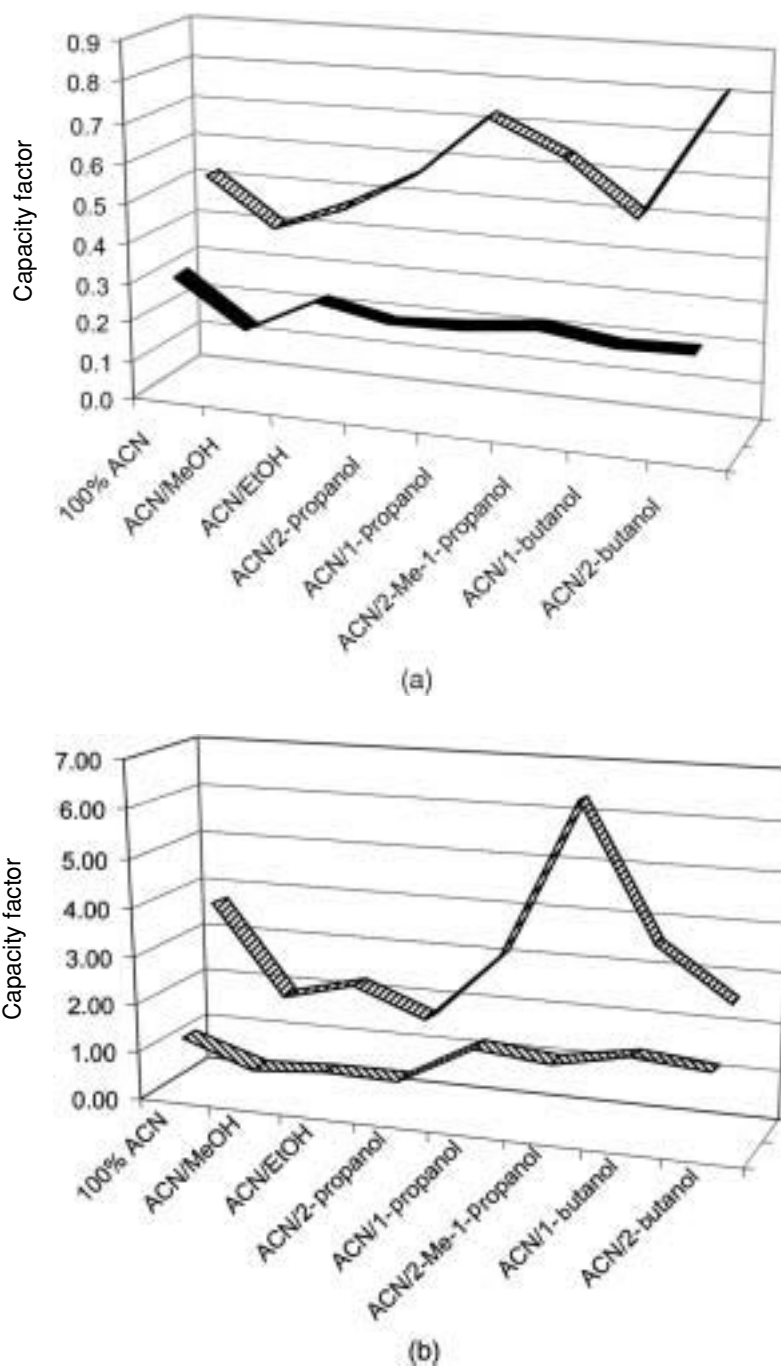 0.9
0.8
0.7
0.6
0.5
0.4
0.3
0.2
0.1
0.0
Capacity factor
100% ACN
ACN/MeOH
ACN/EtOH
ACN/2-propanol
ACN/1-propanol
ACN/2-Me-1-propanol
ACN/1-butanol
ACN/2-butanol
(a)
7.00
6.00
5.00
4.00
3.00
2.00
1.00
0.00
Capacity factor
100% ACN
ACN/MeOH
ACN/EtOH
ACN/2-propanol
ACN/1-propanol
ACN/2-Me-1-propanol
ACN/1-butanol
ACN/2-butanol
(b)